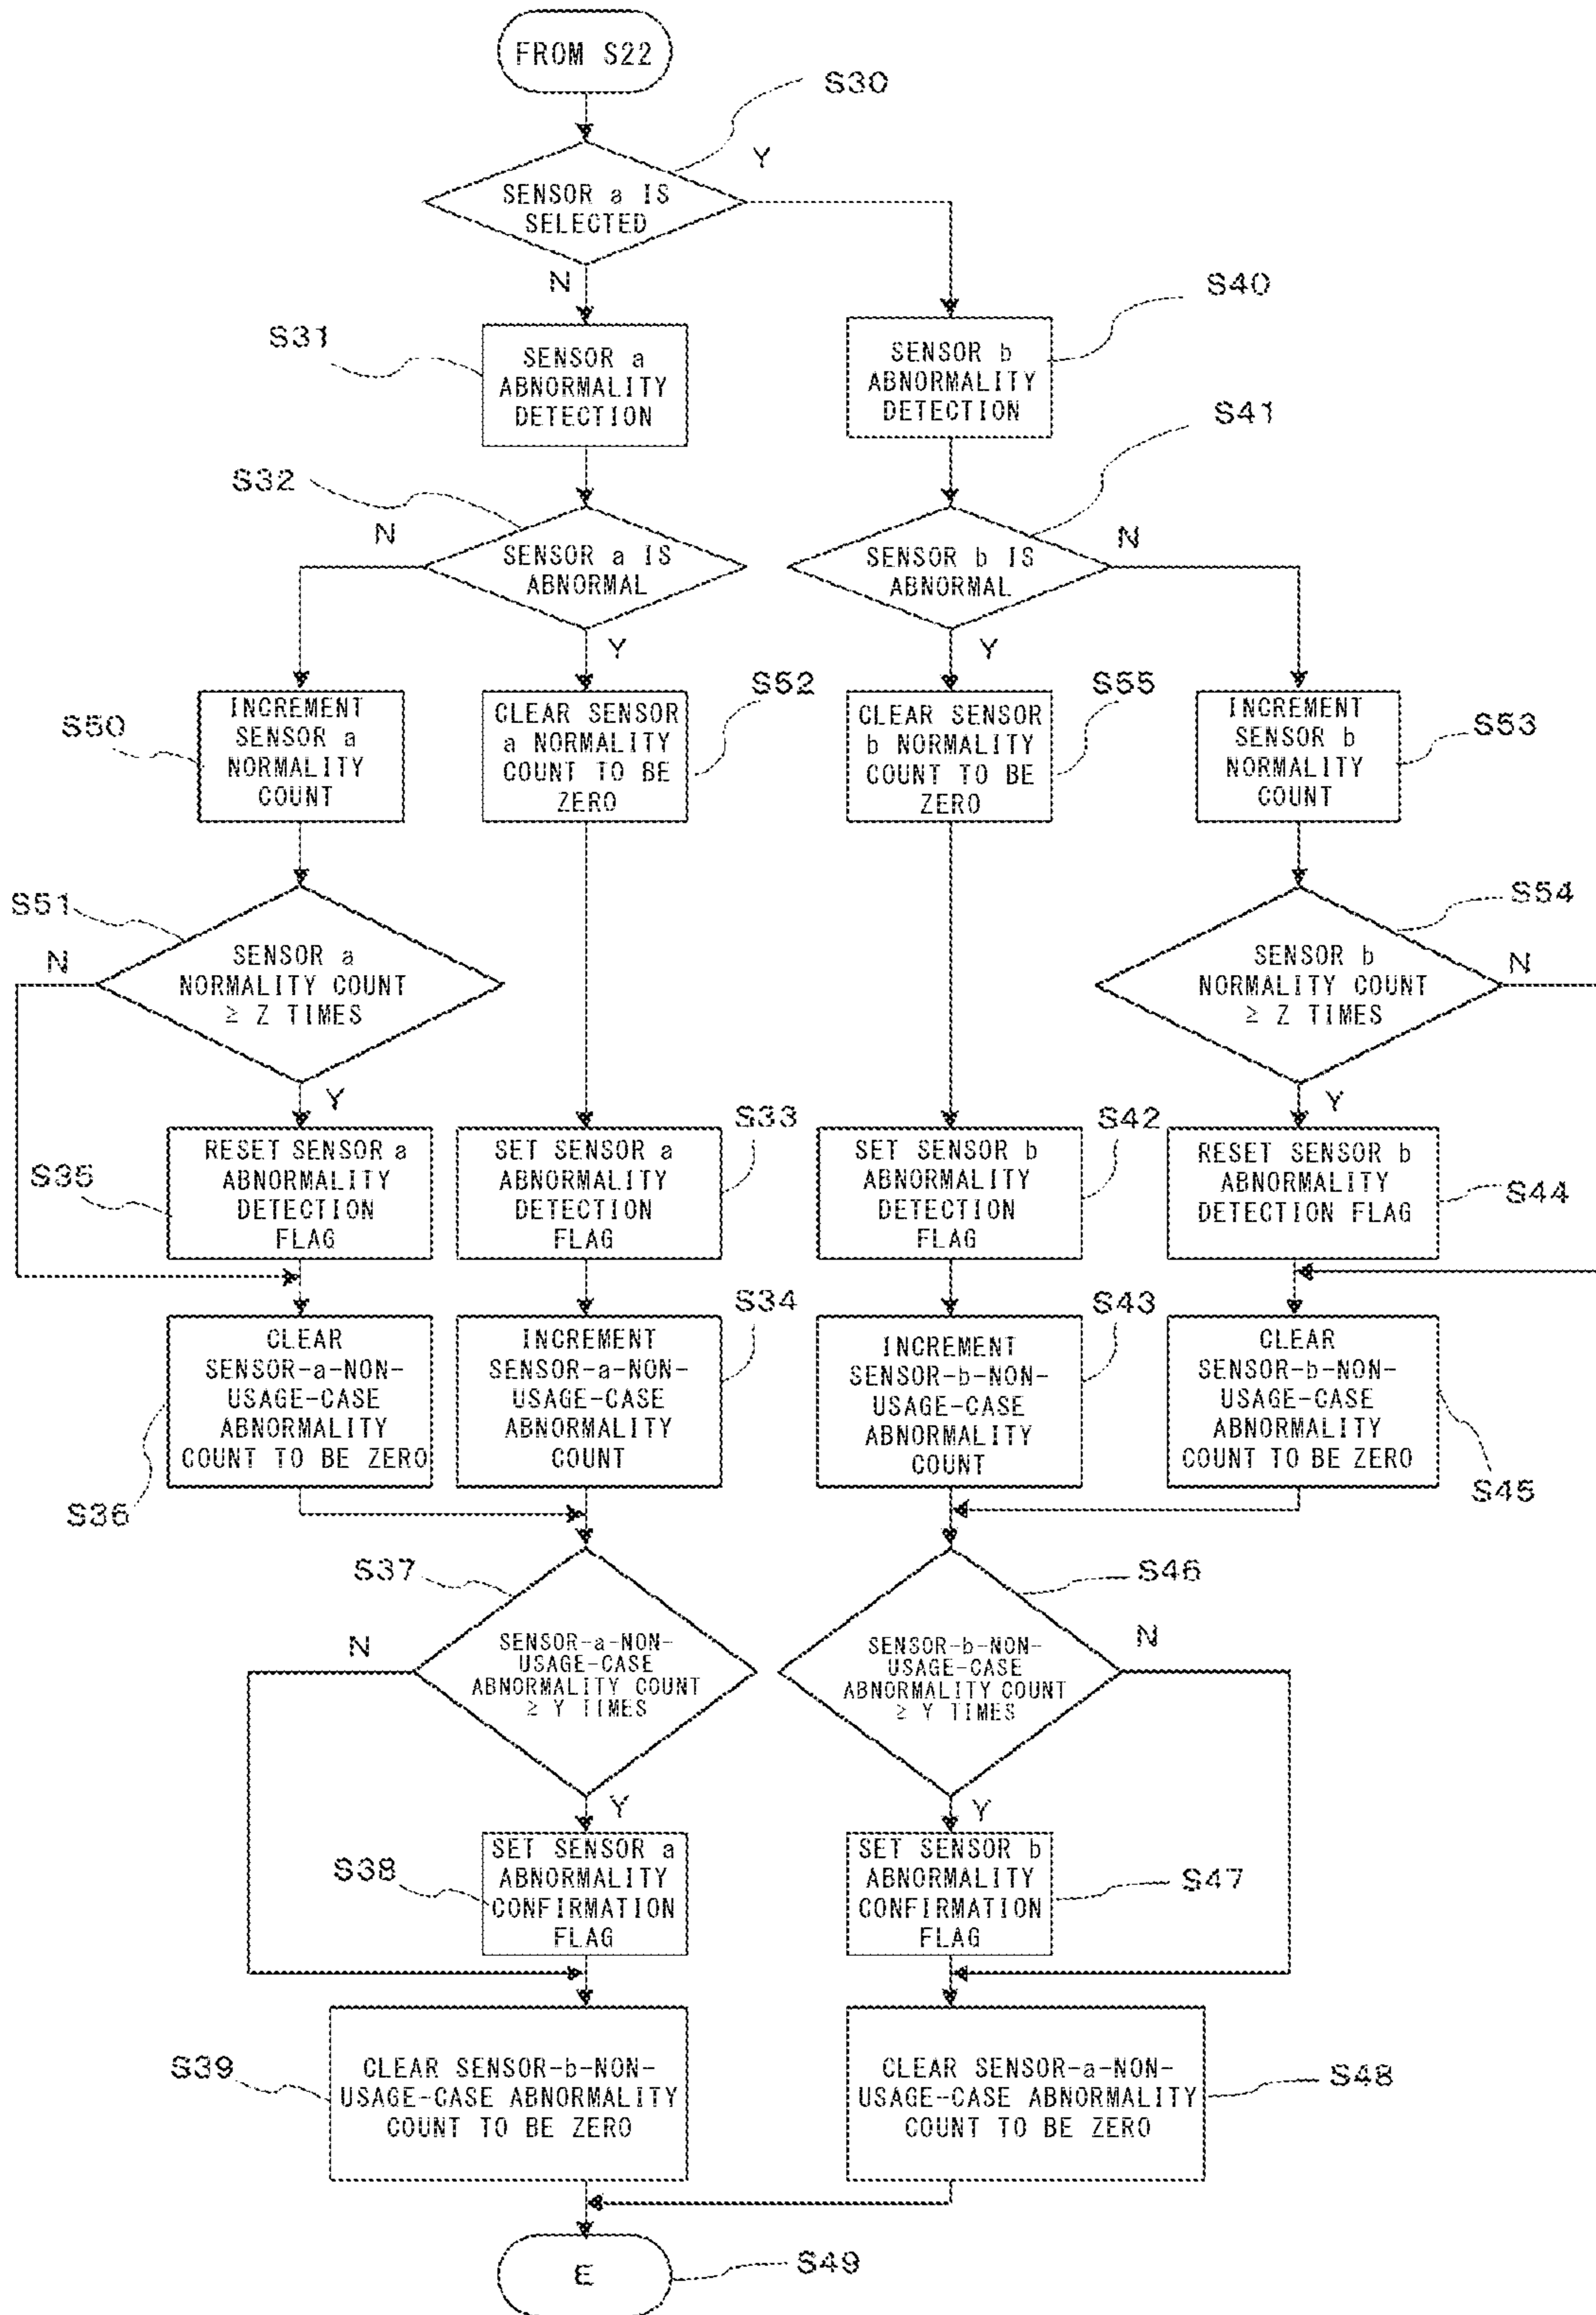 FROM S22
S30
Y
SENSOR a IS
SELECTED
N
S40
S31
SENSOR a
ABNORMALITY
DETECTION
SENSOR b
ABNORMALITY
DETECTION
S41
S32
N
SENSOR a IS
ABNORMAL
SENSOR b IS
ABNORMAL
N
Y
Y
S50
INCREMENT
SENSOR a
NORMALITY
COUNT
CLEAR SENSOR
a NORMALITY
COUNT TO BE
ZERO
S52
CLEAR SENSOR
b NORMALITY
COUNT TO BE
ZERO
S55
INCREMENT
SENSOR b
NORMALITY
COUNT
S53
S51
N
SENSOR a
NORMALITY COUNT
≥ Z TIMES
Y
S54
SENSOR b
NORMALITY COUNT
≥ Z TIMES
N
Y
S35
RESET SENSOR a
ABNORMALITY
DETECTION
FLAG
SET SENSOR a
ABNORMALITY
DETECTION
FLAG
S33
SET SENSOR b
ABNORMALITY
DETECTION
FLAG
S42
RESET SENSOR b
ABNORMALITY
DETECTION FLAG
S44
CLEAR
SENSOR-a-NON-
USAGE-CASE
ABNORMALITY
COUNT TO BE ZERO
S36
INCREMENT
SENSOR-a-NON-
USAGE-CASE
ABNORMALITY
COUNT
S34
INCREMENT
SENSOR-b-NON-
USAGE-CASE
ABNORMALITY
COUNT
S43
CLEAR
SENSOR-b-NON-
USAGE-CASE
ABNORMALITY
COUNT TO BE ZERO
S45
S37
N
SENSOR-a-NON-
USAGE-CASE
ABNORMALITY COUNT
≥ Y TIMES
Y
S46
SENSOR-b-NON-
USAGE-CASE
ABNORMALITY COUNT
≥ Y TIMES
N
Y
S38
SET SENSOR a
ABNORMALITY
CONFIRMATION
FLAG
SET SENSOR b
ABNORMALITY
CONFIRMATION
FLAG
S47
S39
CLEAR SENSOR-b-NON-
USAGE-CASE ABNORMALITY
COUNT TO BE ZERO
CLEAR SENSOR-a-NON-
USAGE-CASE ABNORMALITY
COUNT TO BE ZERO
S48
E
S49